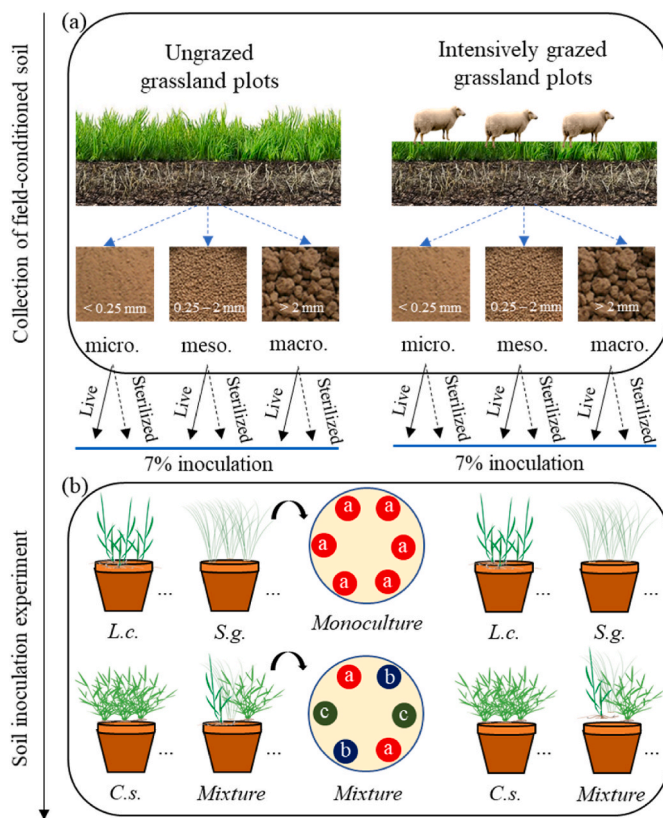 Collection of field-conditioned soil
(a)
Ungrazed
grassland plots
Intensively grazed
grassland plots
< 0.25 mm
0.25 – 2 mm
> 2 mm
< 0.25 mm
0.25 – 2 mm
> 2 mm
micro.
meso.
macro.
micro.
meso.
macro.
Live
Sterilized
Live
Sterilized
Live
Sterilized
Live
Sterilized
Live
Sterilized
Live
Sterilized
7% inoculation
7% inoculation
Soil inoculation experiment
(b)
a
a
a
a
a
a
...
...
...
L.c.
S.g.
Monoculture
L.c.
S.g.
a
b
c
c
b
a
...
...
...
C.s.
Mixture
Mixture
C.s.
Mixture